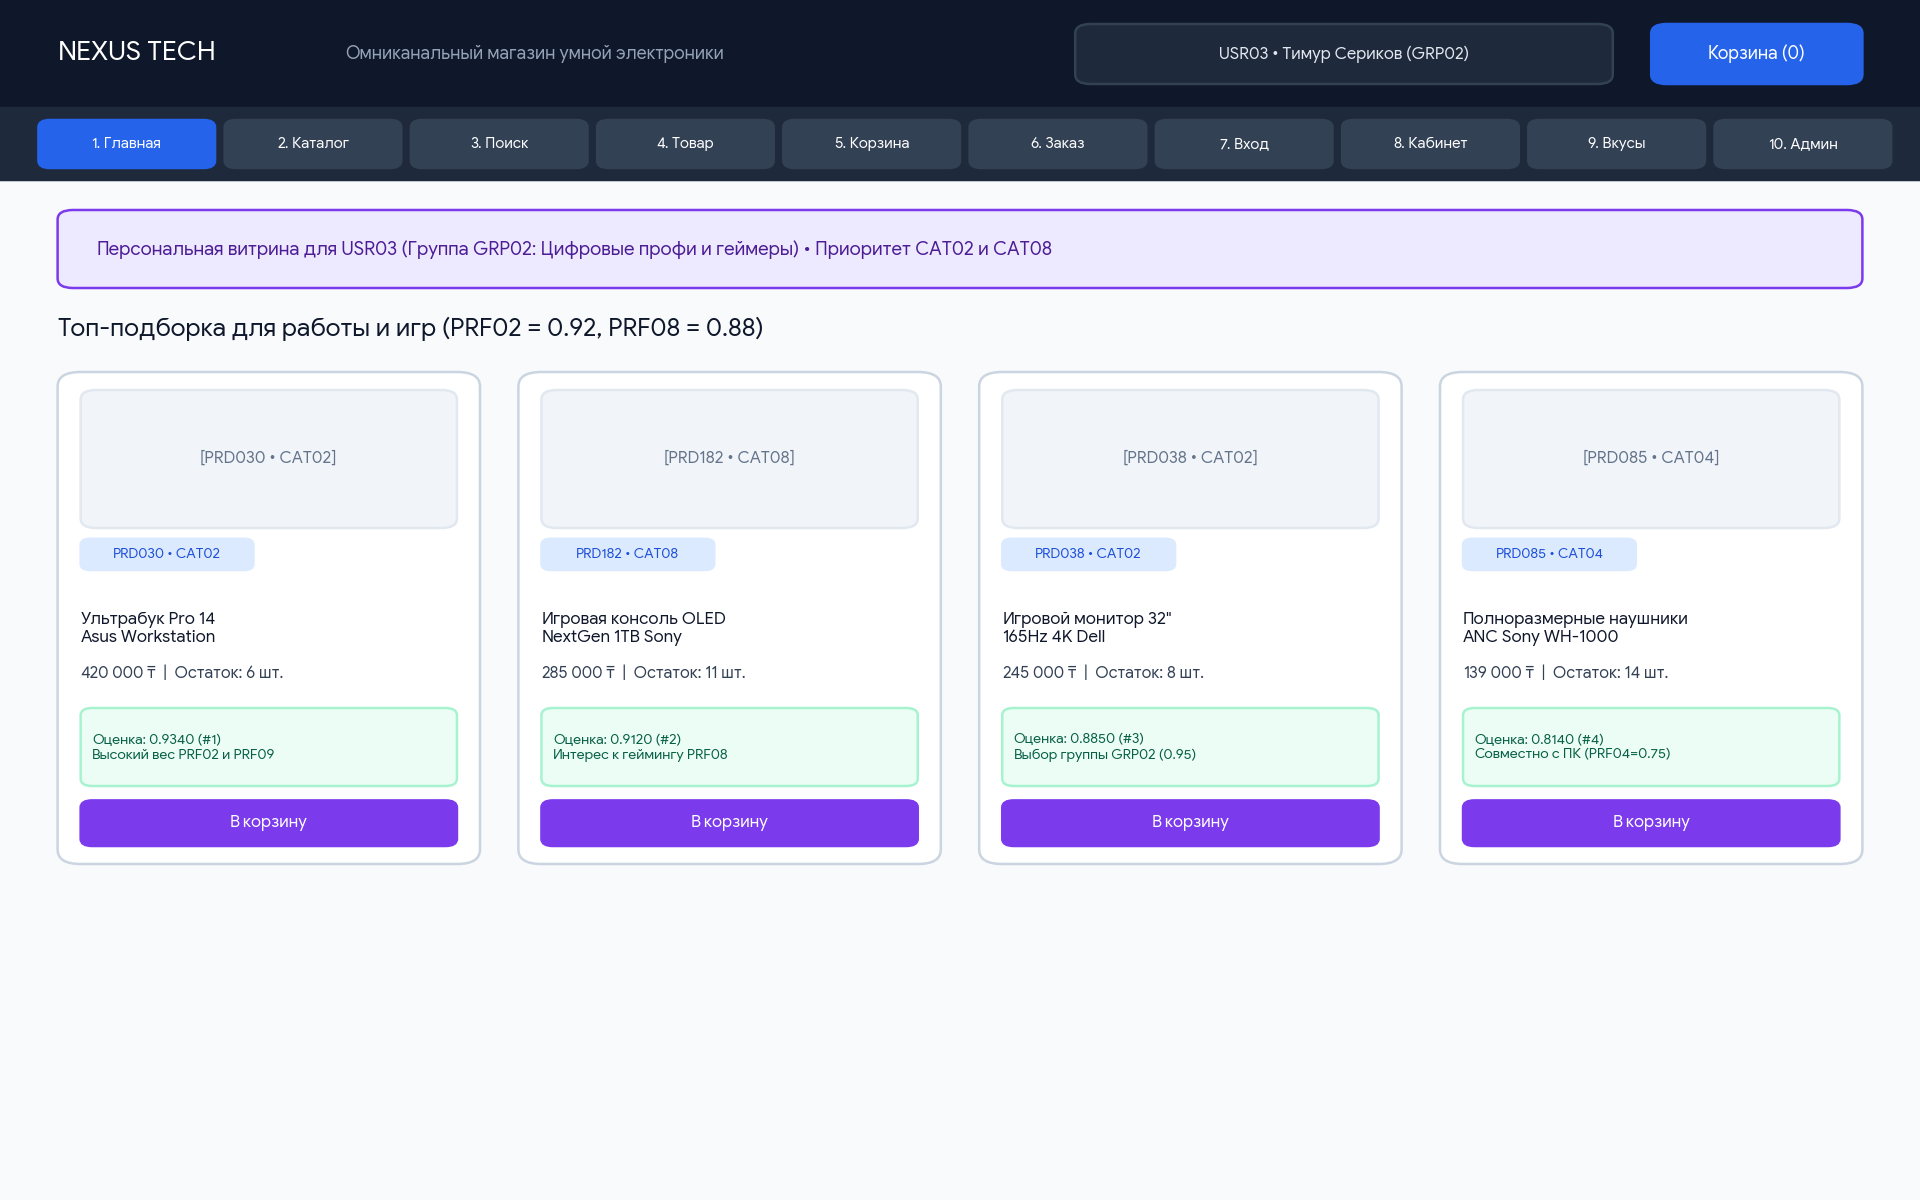 NEXUS TECH
Омниканальный магазин умной электроники
USR03 • Тимур Сериков (GRP02)
Корзина (0)
1. Главная
2. Каталог
3. Поиск
4. Товар
5. Корзина
6. Заказ
7. Вход
8. Кабинет
9. Вкусы
10. Админ
Персональная витрина для USR03 (Группа GRP02: Цифровые профи и геймеры) • Приоритет CAT02 и CAT08
Топ-подборка для работы и игр (PRF02 = 0.92, PRF08 = 0.88)
[PRD030 • CAT02]
PRD030 • CAT02
Ультрабук Pro 14
Asus Workstation
420 000 ₸ | Остаток: 6 шт.
Оценка: 0.9340 (#1)
Высокий вес PRF02 и PRF09
В корзину
[PRD182 • CAT08]
PRD182 • CAT08
Игровая консоль OLED
NextGen 1TB Sony
285 000 ₸ | Остаток: 11 шт.
Оценка: 0.9120 (#2)
Интерес к геймингу PRF08
В корзину
[PRD038 • CAT02]
PRD038 • CAT02
Игровой монитор 32"
165Hz 4K Dell
245 000 ₸ | Остаток: 8 шт.
Оценка: 0.8850 (#3)
Выбор группы GRP02 (0.95)
В корзину
[PRD085 • CAT04]
PRD085 • CAT04
Полноразмерные наушники
ANC Sony WH-1000
139 000 ₸ | Остаток: 14 шт.
Оценка: 0.8140 (#4)
Совместно с ПК (PRF04=0.75)
В корзину